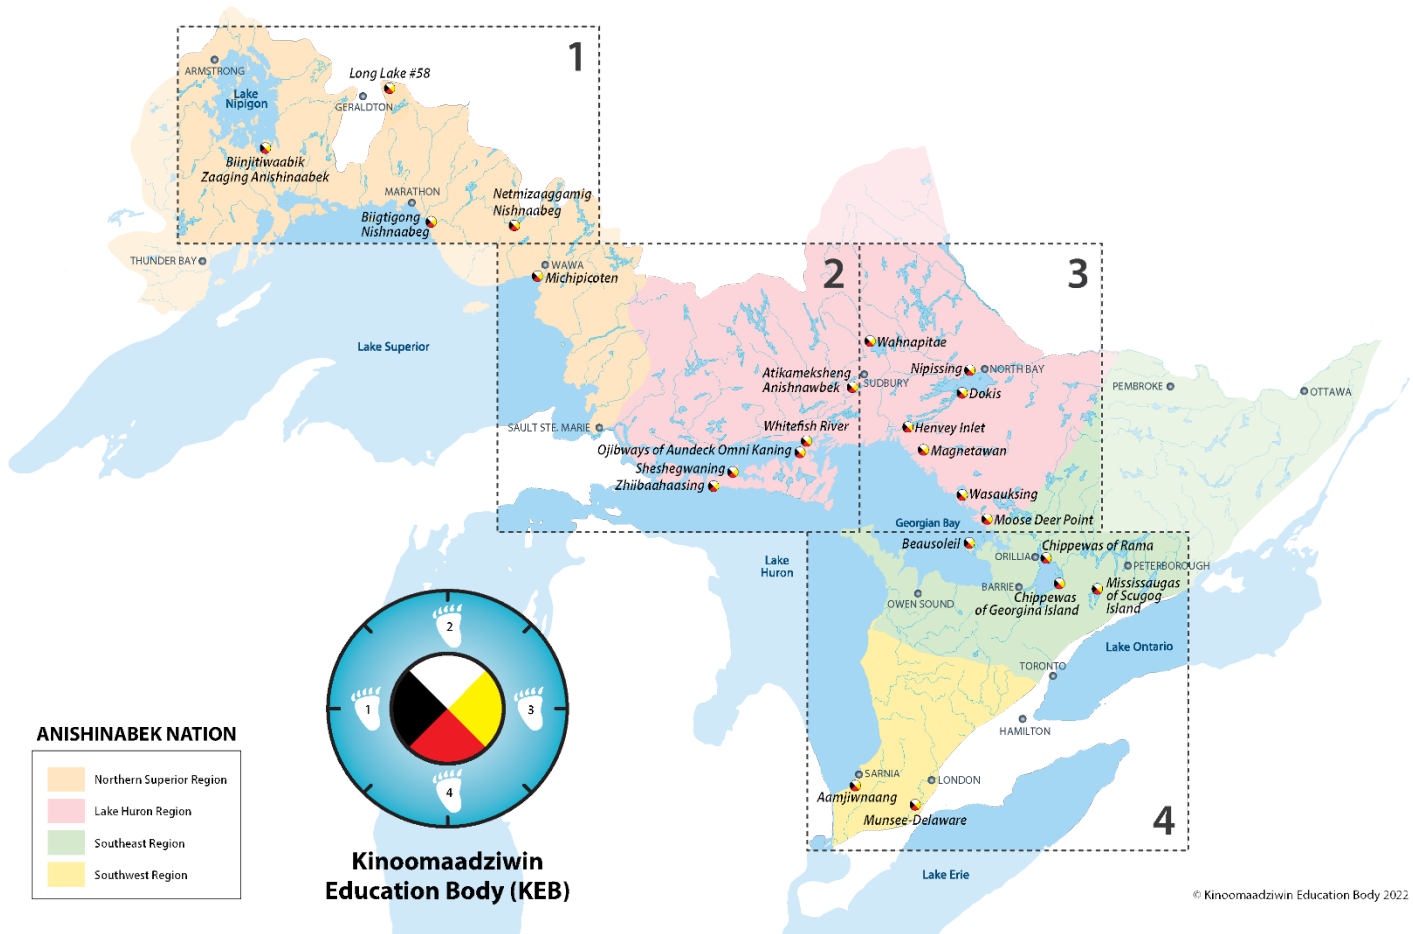 1
ARMSTRONG
Long Lake #58
Lake
Nipigon
GERALDTON
Biinjitiwaabik
Zaaging Anishinaabek
MARATHON
Netmizaaggamig
Nishnaabeg
Biigtigong
Nishnaabeg
THUNDER BAY
WAWA
Michipicoten
2
3
Lake Superior
Wahnapitae
Atikameksheng
Anishnawbek
SUDBURY
Nipissing
NORTH BAY
Dokis
PEMBROKE
OTTAWA
SAULT STE. MARIE
Whitefish River
Henvey Inlet
Ojibways of Aundeck Omni Kaning
Magnetawan
Sheshegwaning
Zhiibaahaasing
Wasauksing
Georgian Bay
Moose Deer Point
Beausoleil
Chippewas of Rama
ORILLIA
Lake
Huron
PETERBOROUGH
BARRIE
Chippewas
of Georgina Island
Mississaugas
of Scugog
Island
OWEN SOUND
Lake Ontario
TORONTO
HAMILTON
SARNIA
LONDON
Aamjiwnaang
Munsee-Delaware
4
Lake Erie
2
1
3
4
Kinoomaadziwin
Education Body (KEB)
ANISHINABEK NATION
Northern Superior Region
Lake Huron Region
Southeast Region
Southwest Region
© Kinoomaadziwin Education Body 2022